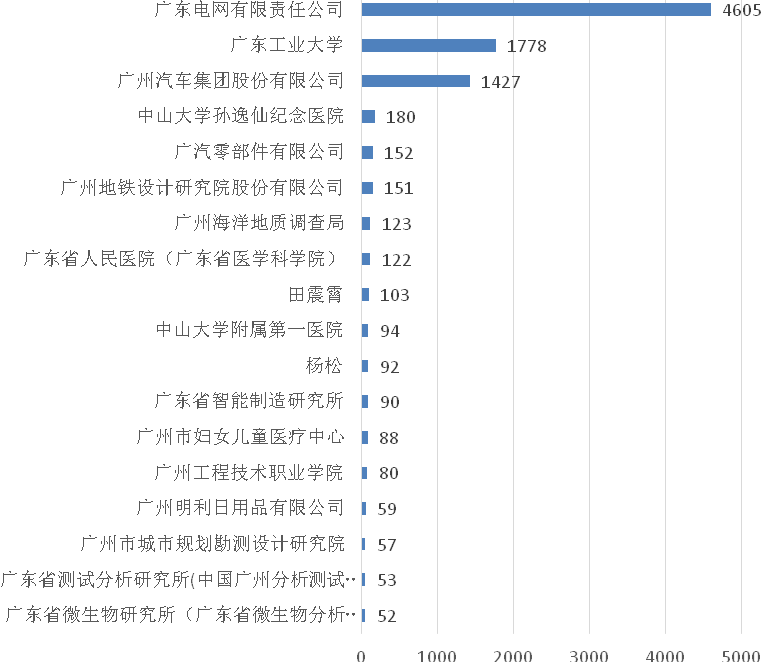 广东电网有限责任公司 4605
广东工业大学 1778
广州汽车集团股份有限公司 1427
中山大学孙逸仙纪念医院 180
广汽零部件有限公司 152
广州地铁设计研究院股份有限公司 151
广州海洋地质调查局 123
广东省人民医院（广东省医学科学院） 122
田震霄 103
中山大学附属第一医院 94
杨松 92
广东省智能制造研究所 90
广州市妇女儿童医疗中心 88
广州工程技术职业学院 80
广州明利日用品有限公司 59
广州市城市规划勘测设计研究院 57
广东省测试分析研究所(中国广州分析测试… 53
广东省微生物研究所（广东省微生物分析… 52
0 1000 2000 3000 4000 5000